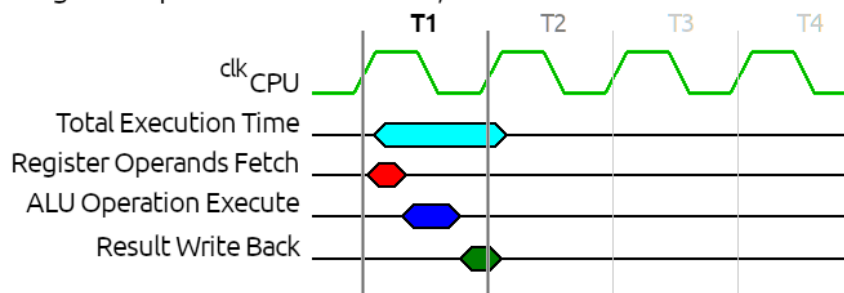 T1 T2 T3 T4
clk CPU
Total Execution Time
Register Operands Fetch
ALU Operation Execute
Result Write Back